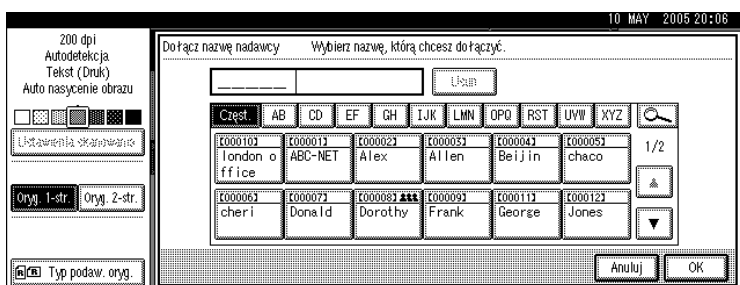 10 MAY 2005 20:06
200 dpi
Autodetekcja
Tekst (Druk)
Auto nasycenie obrazu
Ustawienia skanowania
Oryg. 1-str. Oryg. 2-str.
Typ podaw. oryg.
Dołącz nazwę nadawcy Wybierz nazwę, którą chcesz dołączyć.
Usuń
Częst. AB CD EF GH IJK LMN OPQ RST UVW XYZ
[00010] [00001] [00002] [00003] [00004] [00005]
london o ABC-NET Alex Allen Beijin chaco
ffice
1/2
[00006] [00007] [00008] [00009] [00011] [00012]
cheri Donald Dorothy Frank George Jones
Anuluj OK